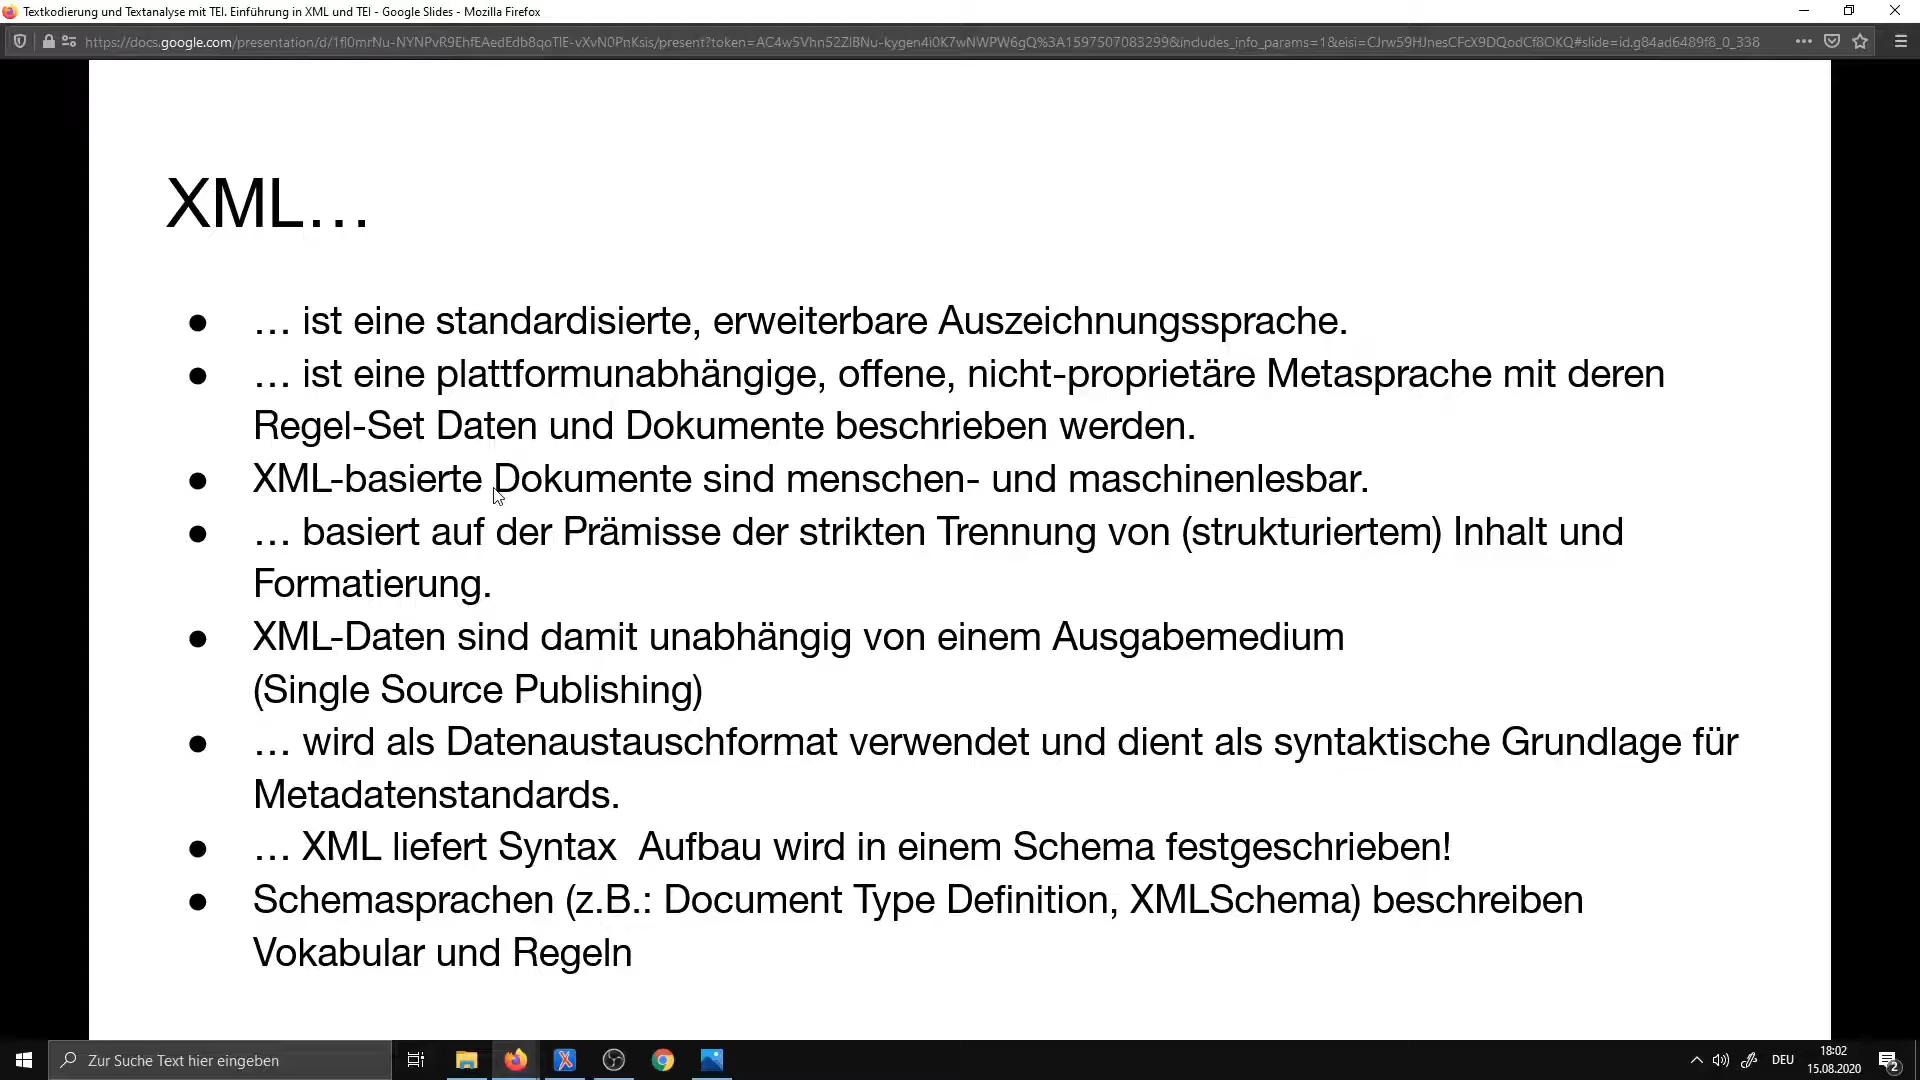 Textkodierung und Textanalyse mit TEI. Einführung in XML und TEI - Google Slides - Mozilla Firefox
XML…
● … ist eine standardisierte, erweiterbare Auszeichnungssprache.
● … ist eine plattformunabhängige, offene, nicht-proprietäre Metasprache mit deren
Regel-Set Daten und Dokumente beschrieben werden.
● XML-basierte Dokumente sind menschen- und maschinenlesbar.
● … basiert auf der Prämisse der strikten Trennung von (strukturiertem) Inhalt und
Formatierung.
● XML-Daten sind damit unabhängig von einem Ausgabemedium
(Single Source Publishing)
● … wird als Datenaustauschformat verwendet und dient als syntaktische Grundlage für
Metadatenstandards.
● … XML liefert Syntax  Aufbau wird in einem Schema festgeschrieben!
● Schemasprachen (z.B.: Document Type Definition, XMLSchema) beschreiben
Vokabular und Regeln
Zur Suche Text hier eingeben
DEU
18:02
15.08.2020
2